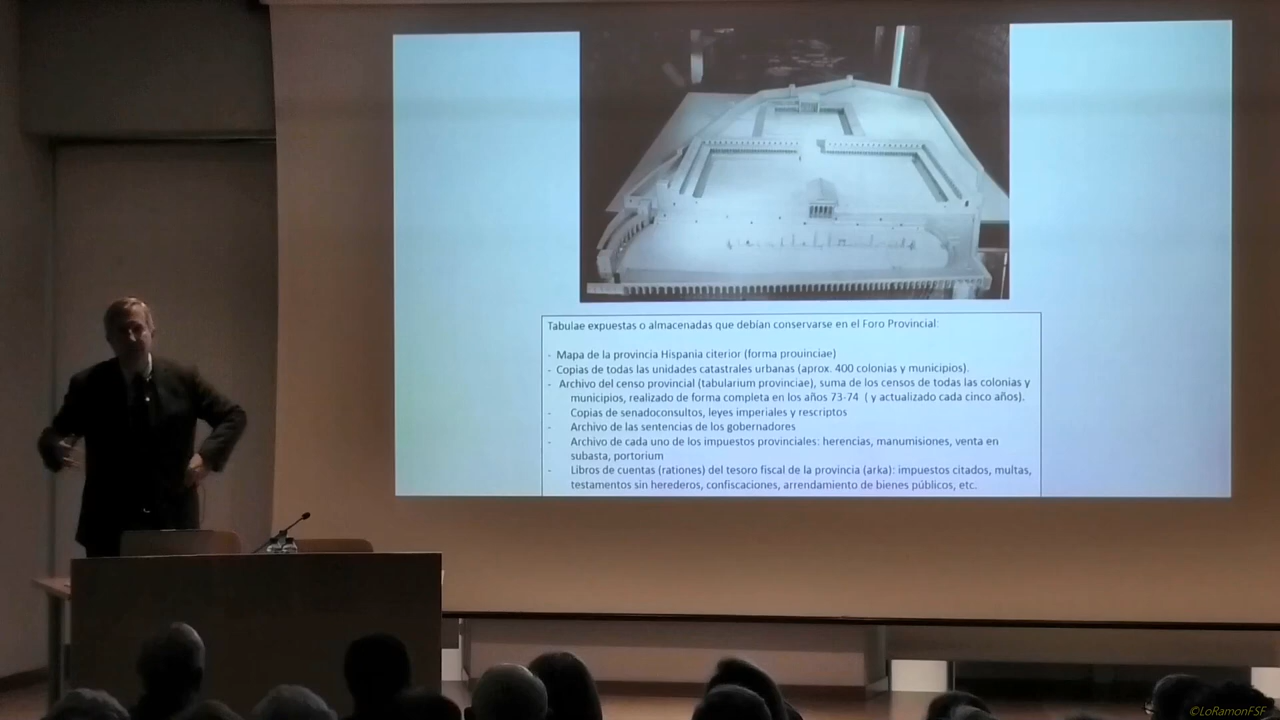 Tabulae expuestas o almacenadas que debían conservarse en el Foro Provincial:
- Mapa de la provincia Hispania citerior (forma prouinciae)
- Copias de todas las unidades catastrales urbanas (aprox. 400 colonias y municipios).
- Archivo del censo provincial (tabularium provinciae), suma de los censos de todas las colonias y
municipios, realizado de forma completa en los años 73-74 ( y actualizado cada cinco años).
- Copias de senadoconsultos, leyes imperiales y rescriptos
- Archivo de las sentencias de los gobernadores
- Archivo de cada uno de los impuestos provinciales: herencias, manumisiones, venta en
subasta, portorium
- Libros de cuentas (rationes) del tesoro fiscal de la provincia (arka): impuestos citados, multas,
testamentos sin herederos, confiscaciones, arrendamiento de bienes públicos, etc.
©LoRamonFSF